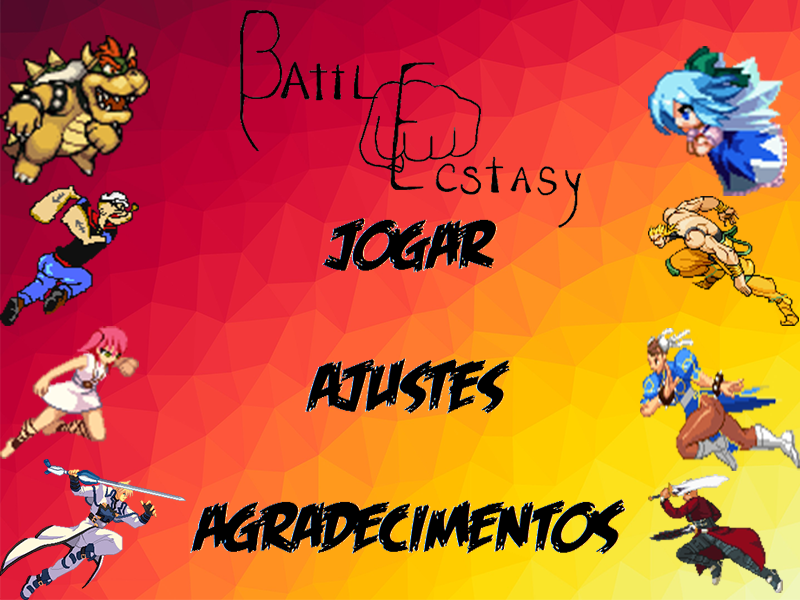 Battle
Ecstasy
JOGAR
AJUSTES
AGRADECIMENTOS